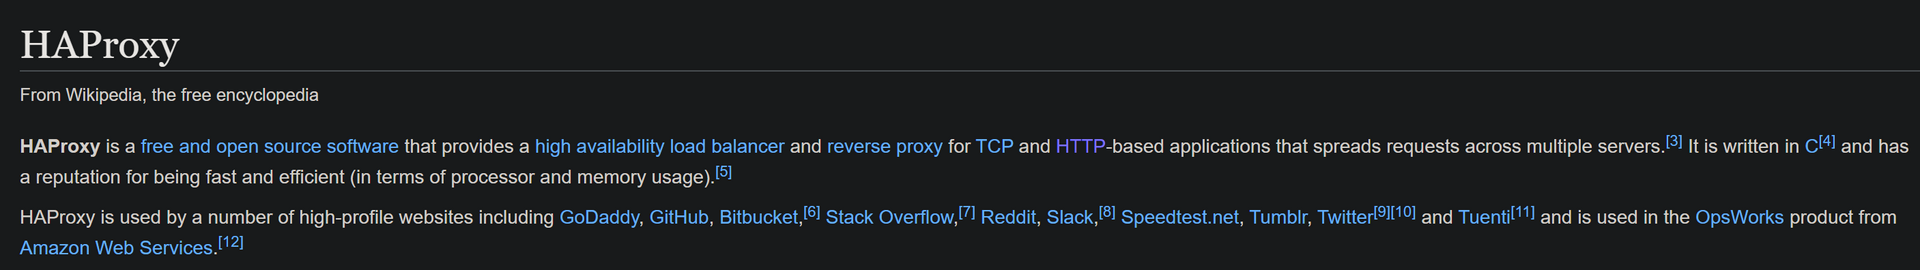 HAProxy
From Wikipedia, the free encyclopedia
HAProxy is a free and open source software that provides a high availability load balancer and reverse proxy for TCP and HTTP-based applications that spreads requests across multiple servers.[3] It is written in C[4] and has
a reputation for being fast and efficient (in terms of processor and memory usage).[5]
HAProxy is used by a number of high-profile websites including GoDaddy, GitHub, Bitbucket,[6] Stack Overflow,[7] Reddit, Slack,[8] Speedtest.net, Tumblr, Twitter[9][10] and Tuenti[11] and is used in the OpsWorks product from
Amazon Web Services.[12]